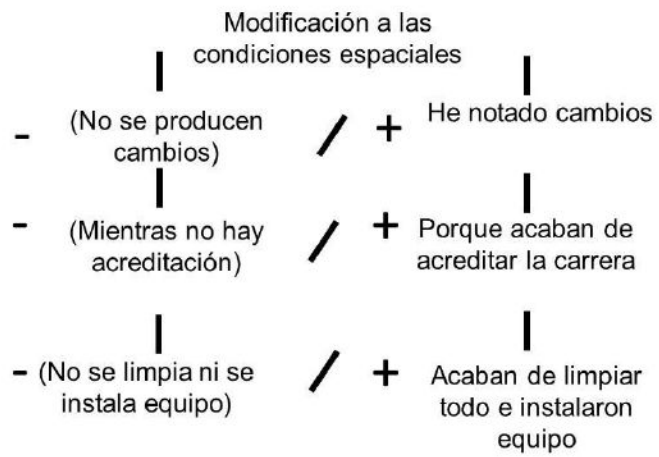 Modificación a las
condiciones espaciales
- (No se producen
cambios)
/ + He notado cambios
- (Mientras no hay
acreditación)
/ + Porque acaban de
acreditar la carrera
- (No se limpia ni se
instala equipo)
/ + Acaban de limpiar
todo e instalaron
equipo